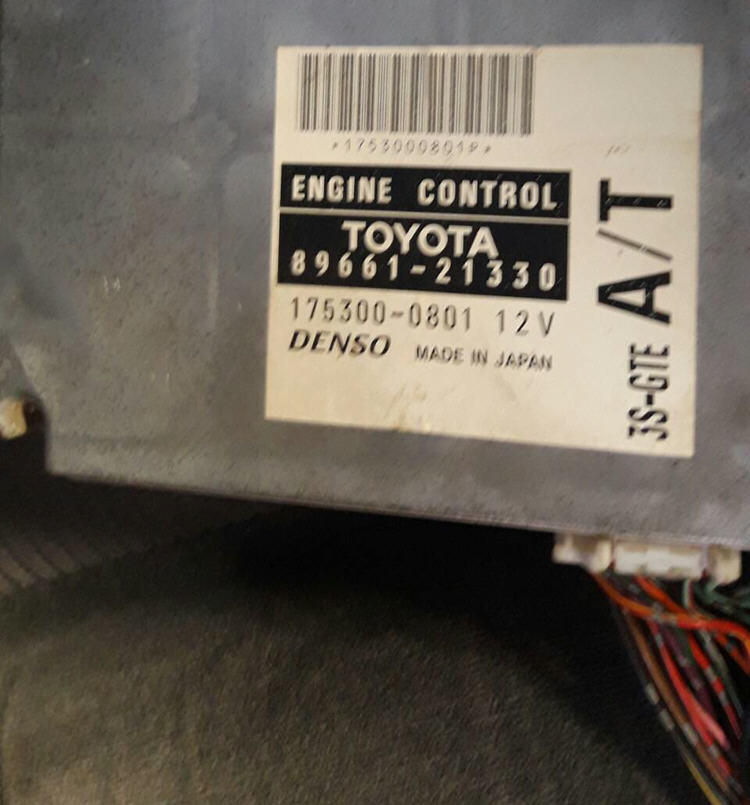 *1753000801P*
ENGINE CONTROL
TOYOTA
89661-21330
175300-0801 12V
DENSO MADE IN JAPAN
3S-GTE A/T